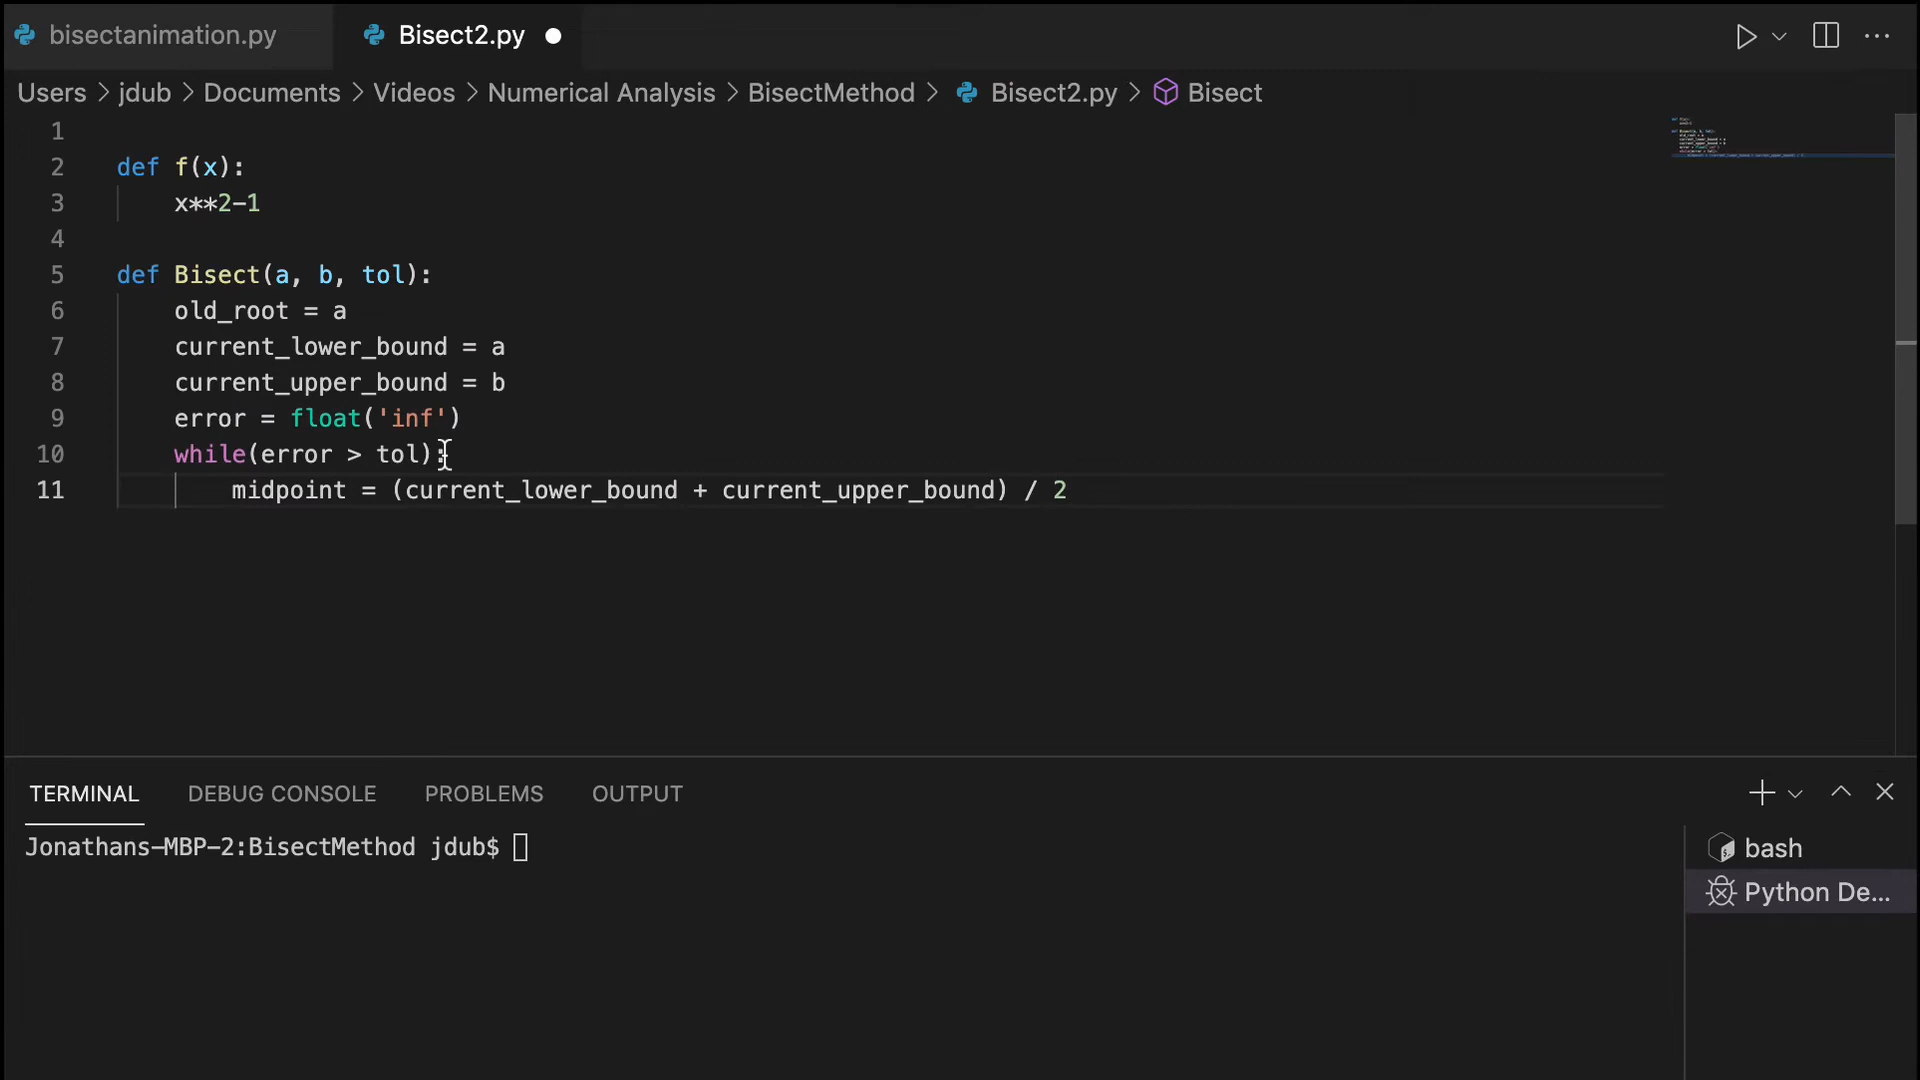 bisectanimation.py Bisect2.py
Users > jdub > Documents > Videos > Numerical Analysis > BisectMethod > Bisect2.py > Bisect
1
2 def f(x):
3     x**2-1
4
5 def Bisect(a, b, tol):
6     old_root = a
7     current_lower_bound = a
8     current_upper_bound = b
9     error = float('inf')
10     while(error > tol):
11         midpoint = (current_lower_bound + current_upper_bound) / 2
TERMINAL DEBUG CONSOLE PROBLEMS OUTPUT
Jonathans-MBP-2:BisectMethod jdub$
bash
Python De...